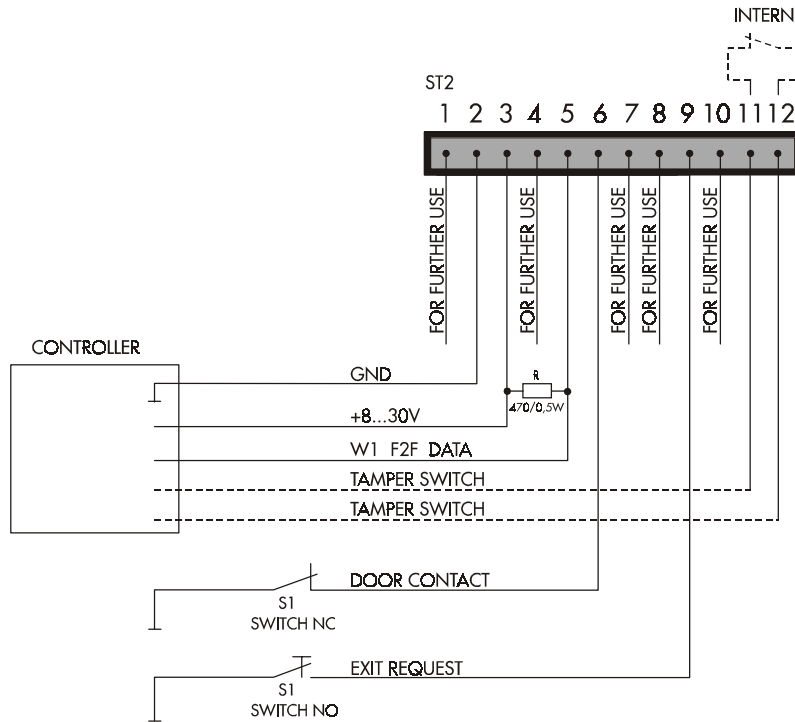 INTERN
ST2
1 2 3 4 5 6 7 8 9 10 11 12
FOR FURTHER USE
FOR FURTHER USE
FOR FURTHER USE
FOR FURTHER USE
FOR FURTHER USE
CONTROLLER
GND
R
470/0,5W
+8...30V
W1 F2F DATA
TAMPER SWITCH
TAMPER SWITCH
DOOR CONTACT
S1
SWITCH NC
EXIT REQUEST
S1
SWITCH NO